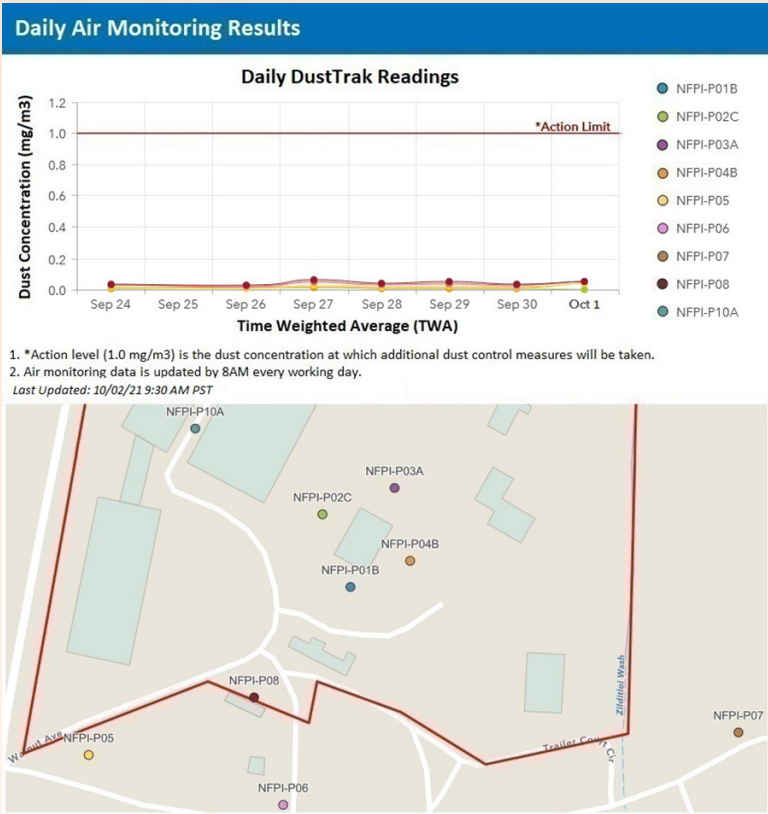 Daily Air Monitoring Results
Daily DustTrak Readings
Dust Concentration (mg/m3)
1.2
1.0
0.8
0.6
0.4
0.2
0.0
*Action Limit
Sep 24 Sep 25 Sep 26 Sep 27 Sep 28 Sep 29 Sep 30 Oct 1
Time Weighted Average (TWA)
NFPI-P01B
NFPI-P02C
NFPI-P03A
NFPI-P04B
NFPI-P05
NFPI-P06
NFPI-P07
NFPI-P08
NFPI-P10A
1. *Action level (1.0 mg/m3) is the dust concentration at which additional dust control measures will be taken.
2. Air monitoring data is updated by 8AM every working day.
Last Updated: 10/02/21 9:30 AM PST
NFPI-P10A
NFPI-P03A
NFPI-P02C
NFPI-P04B
NFPI-P01B
NFPI-P08
Zilditloi Wash
NFPI-P07
Walnut Ave
NFPI-P05
Trailer Court Cir
NFPI-P06